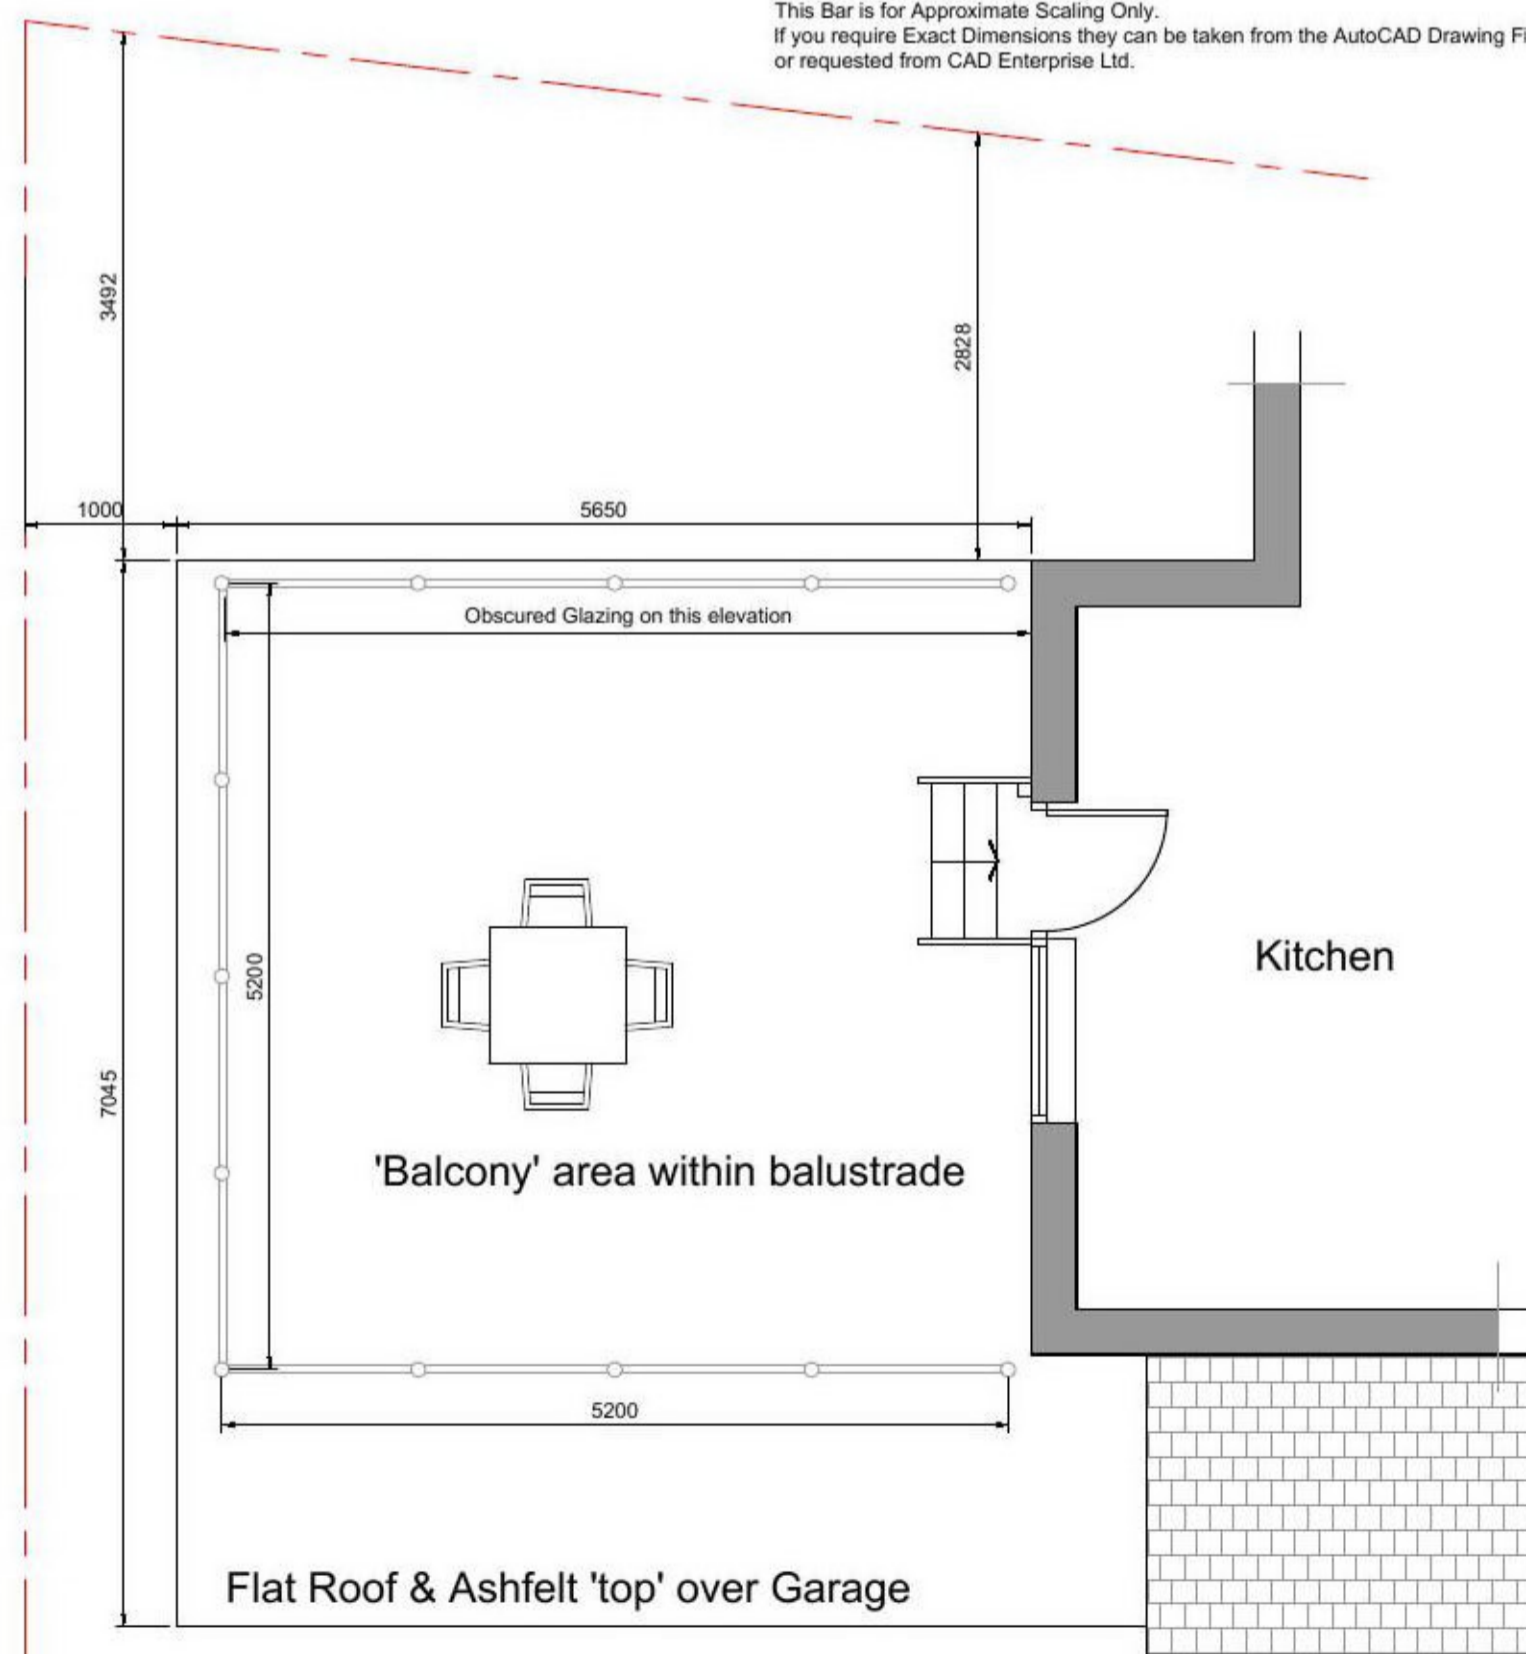 This Bar is for Approximate Scaling Only.
If you require Exact Dimensions they can be taken from the AutoCAD Drawing
or requested from CAD Enterprise Ltd.
3492
2828
1000
5650
Obscured Glazing on this elevation
5200
Kitchen
7045
'Balcony' area within balustrade
5200
Flat Roof & Ashfelt 'top' over Garage